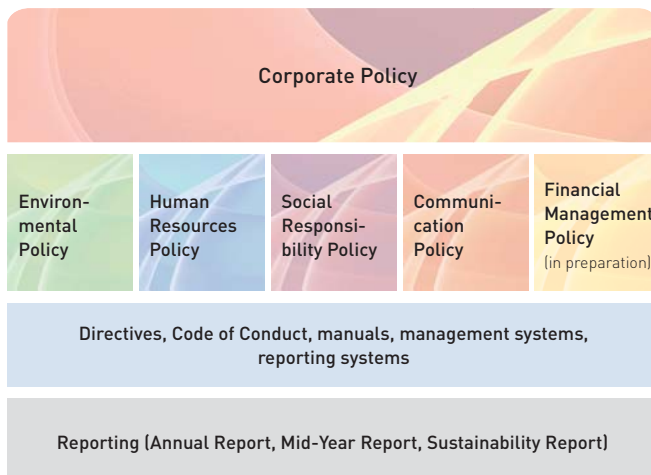 Corporate Policy
Environ-
mental
Policy
Human
Resources
Policy
Social
Responsi-
bility Policy
Communi-
cation
Policy
Financial
Management
Policy
(in preparation)
Directives, Code of Conduct, manuals, management systems,
reporting systems
Reporting (Annual Report, Mid-Year Report, Sustainability Report)